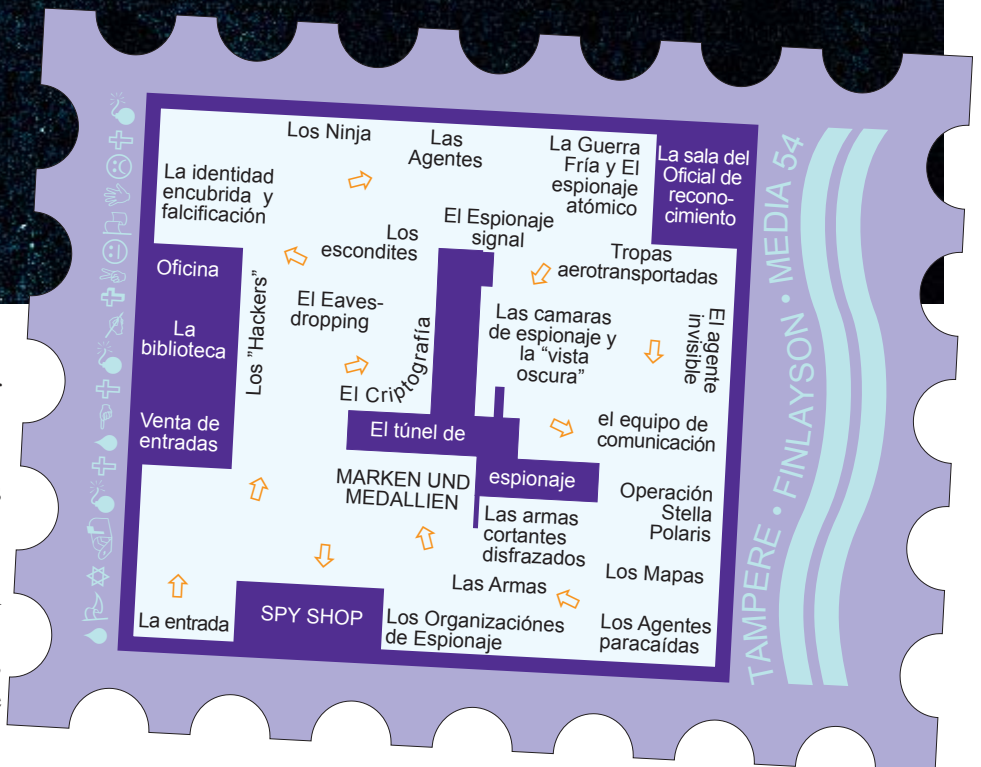 Los Ninja
Las
Agentes
La Guerra
Fría y El
espionaje
atómico
La sala del
Oficial de
recono-
cimiento
La identidad
encubrida y
falcificación
Los
escondites
El Espionaje
signal
Tropas
aerotransportadas
Oficina
La
biblioteca
Venta de
entradas
Los "Hackers"
El Eaves-
dropping
El Criptografía
Las camaras
de espionaje y
la “vista
oscura”
El agente
invisible
el equipo de
comunicación
El túnel de
espionaje
MARKEN UND
MEDALLIEN
Las armas
cortantes
disfrazados
Operación
Stella
Polaris
Las Armas
Los Mapas
La entrada
SPY SHOP
Los Organizaciónes
de Espionaje
Los Agentes
paracaídas
TAMPERE • FINLAYSON • MEDIA 54